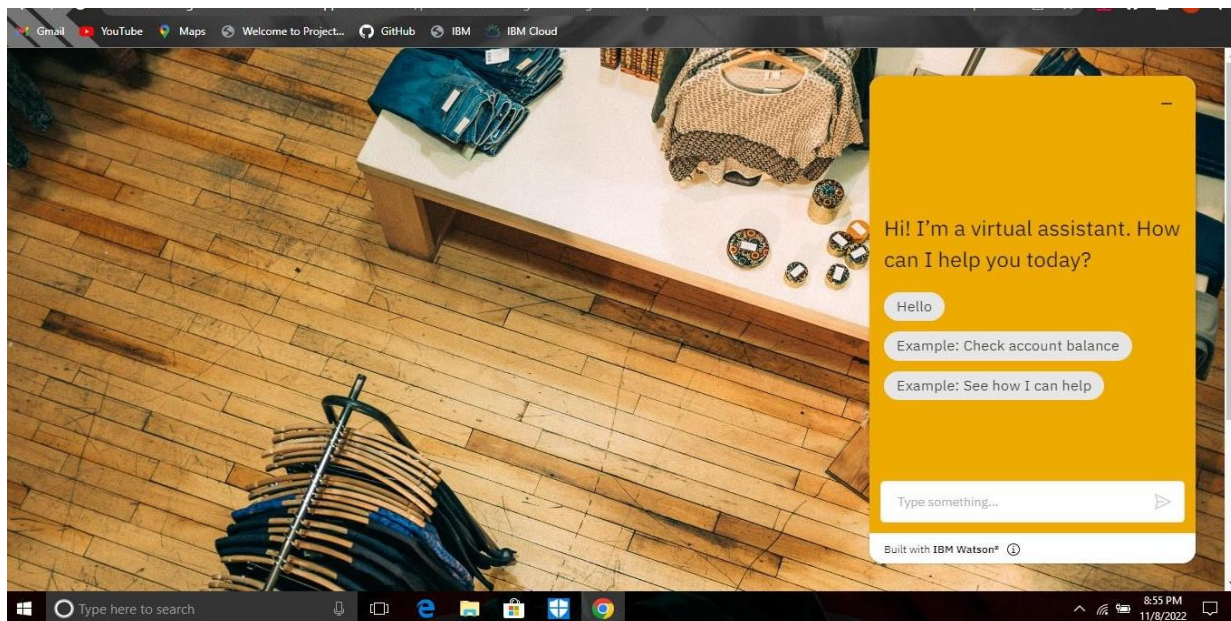 Gmail
YouTube
Maps
Welcome to Project...
GitHub
IBM
IBM Cloud
Hi! I’m a virtual assistant. How
can I help you today?
Hello
Example: Check account balance
Example: See how I can help
Type something...
Built with IBM Watson®
Type here to search
8:55 PM
11/8/2022